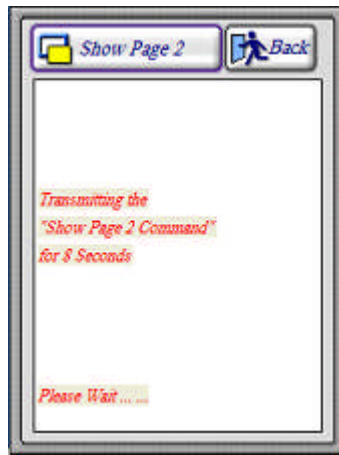 Show Page 2
Back
Transmitting the
"Show Page 2 Command"
for 8 Seconds
Please Wait ... ...